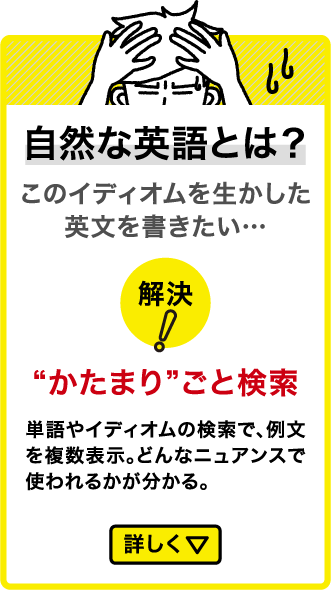 自然な英語とは？
このイディオムを生かした
英文を書きたい…
解決
!
“かたまり”ごと検索
単語やイディオムの検索で、例文
を複数表示。どんなニュアンスで
使われるかが分かる。
詳しく▽